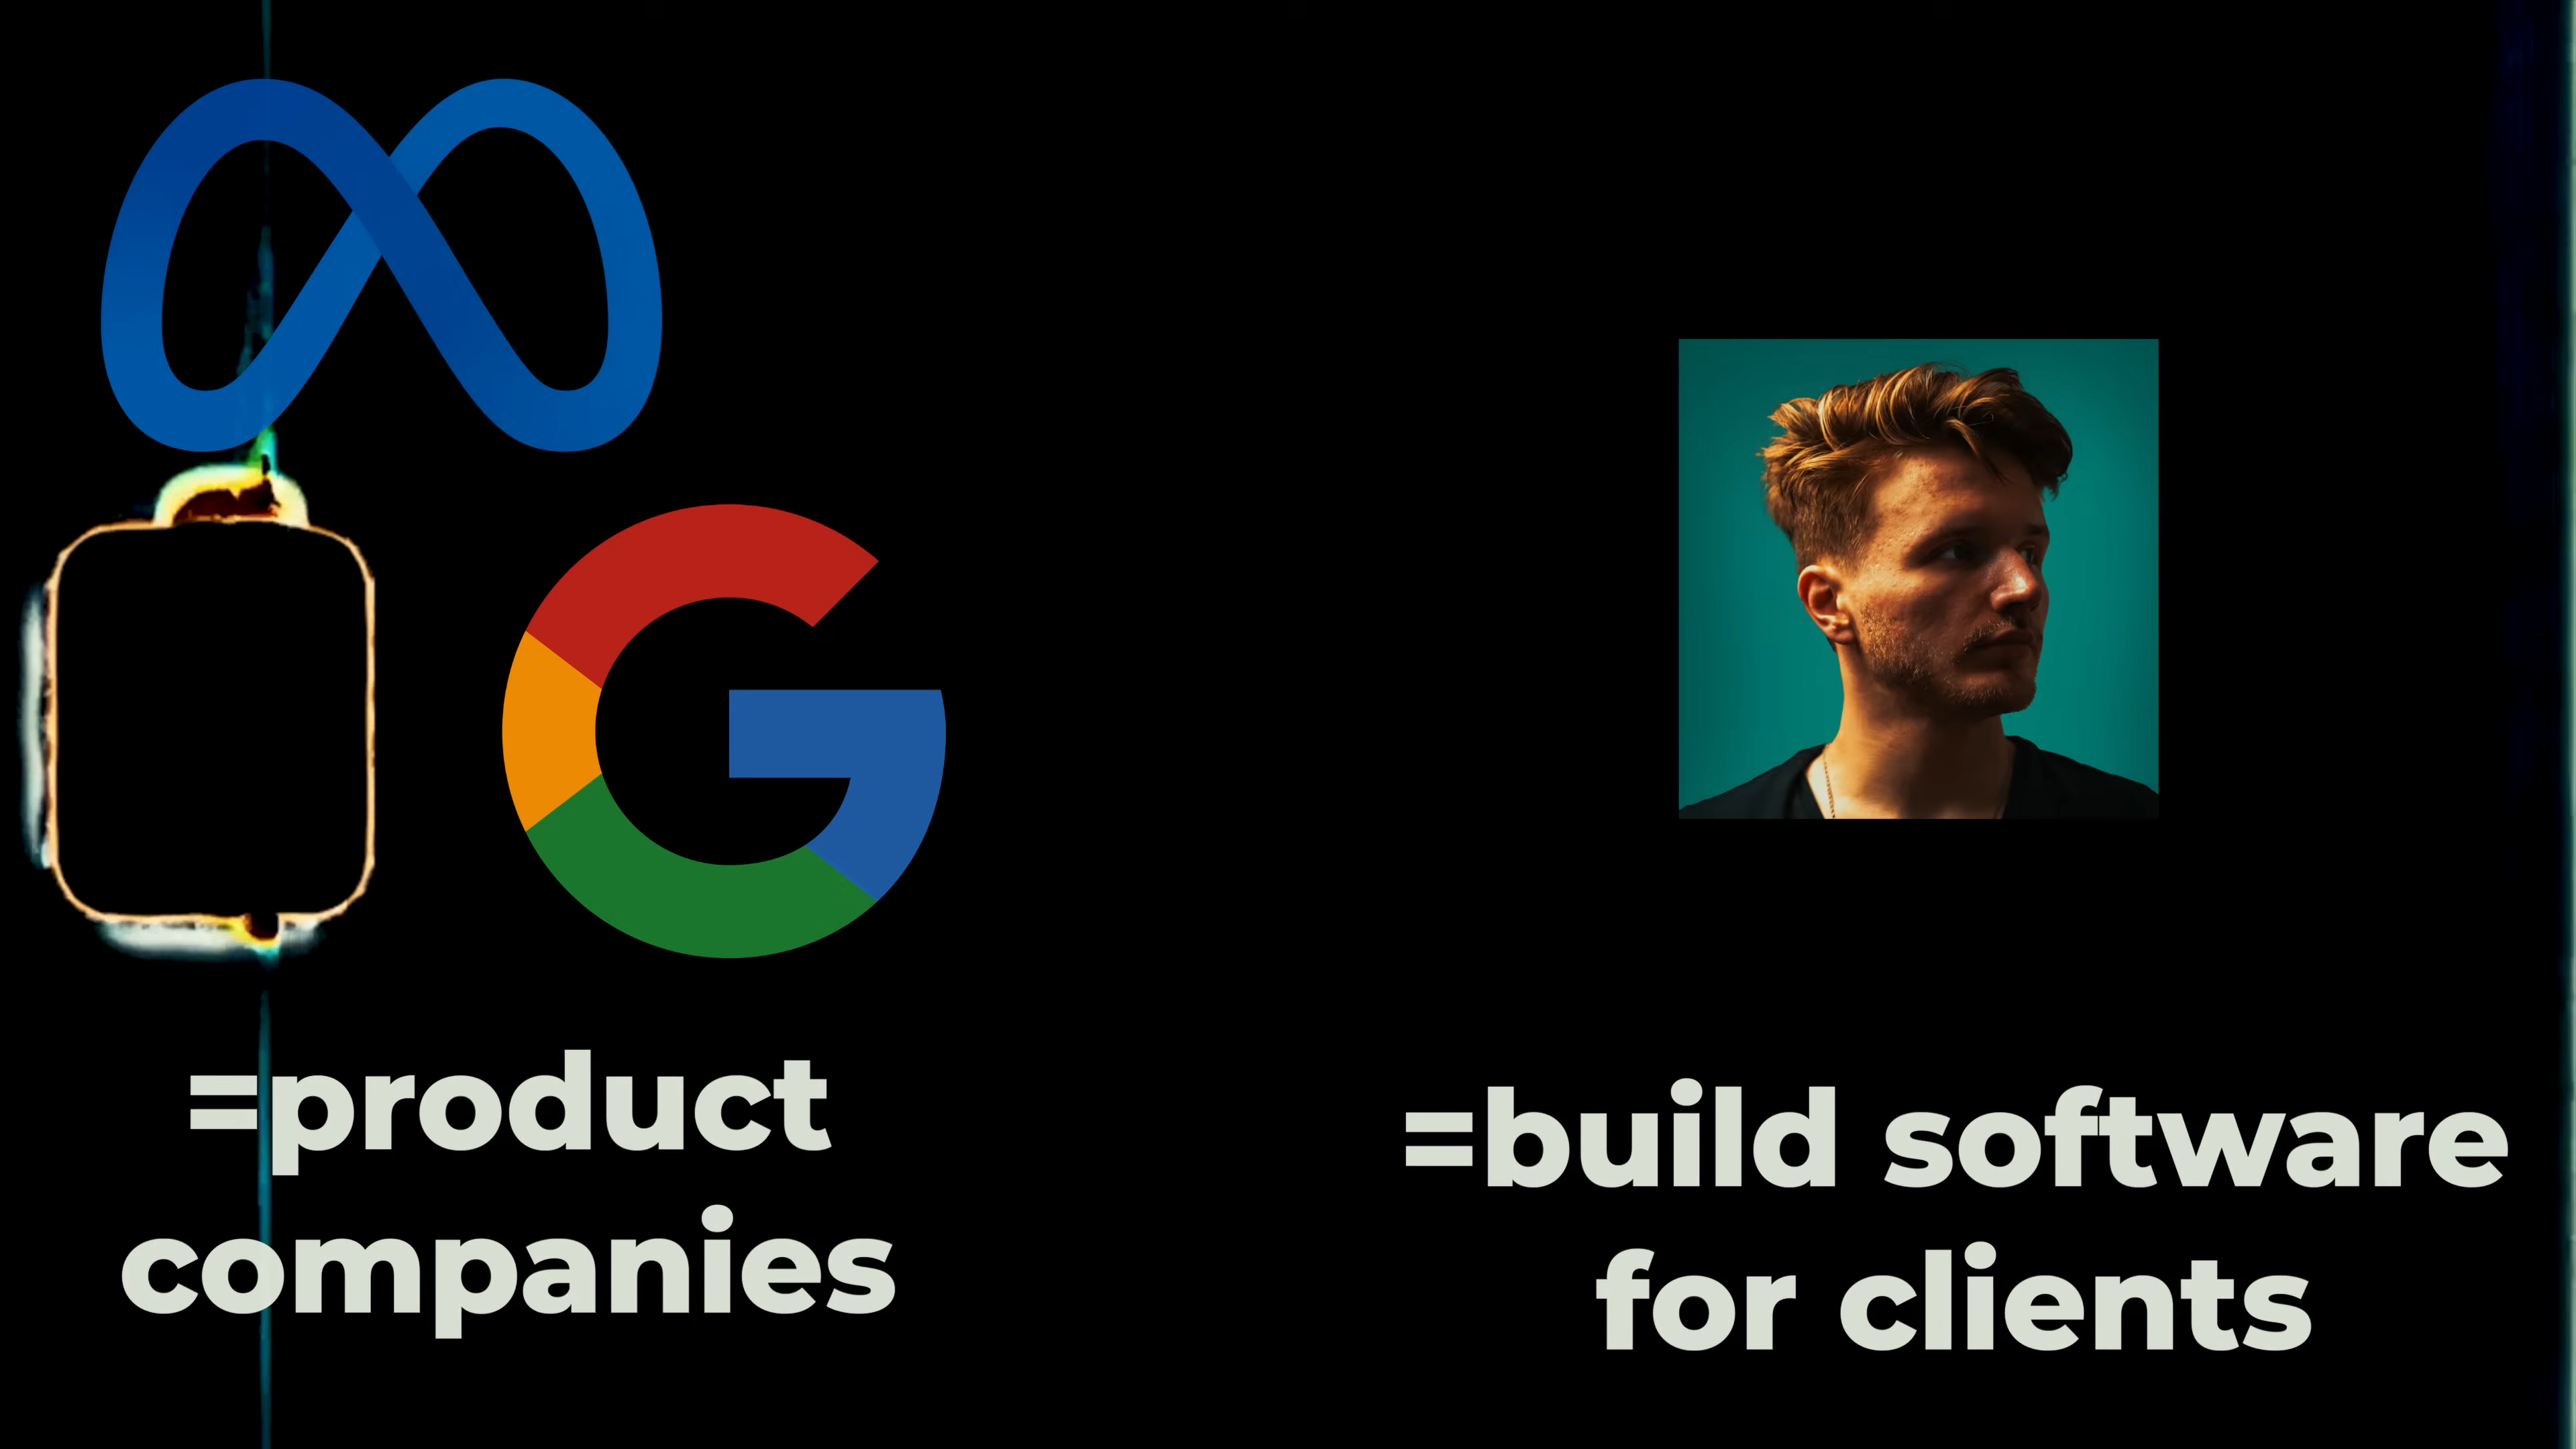 =product
companies
=build software
for clients